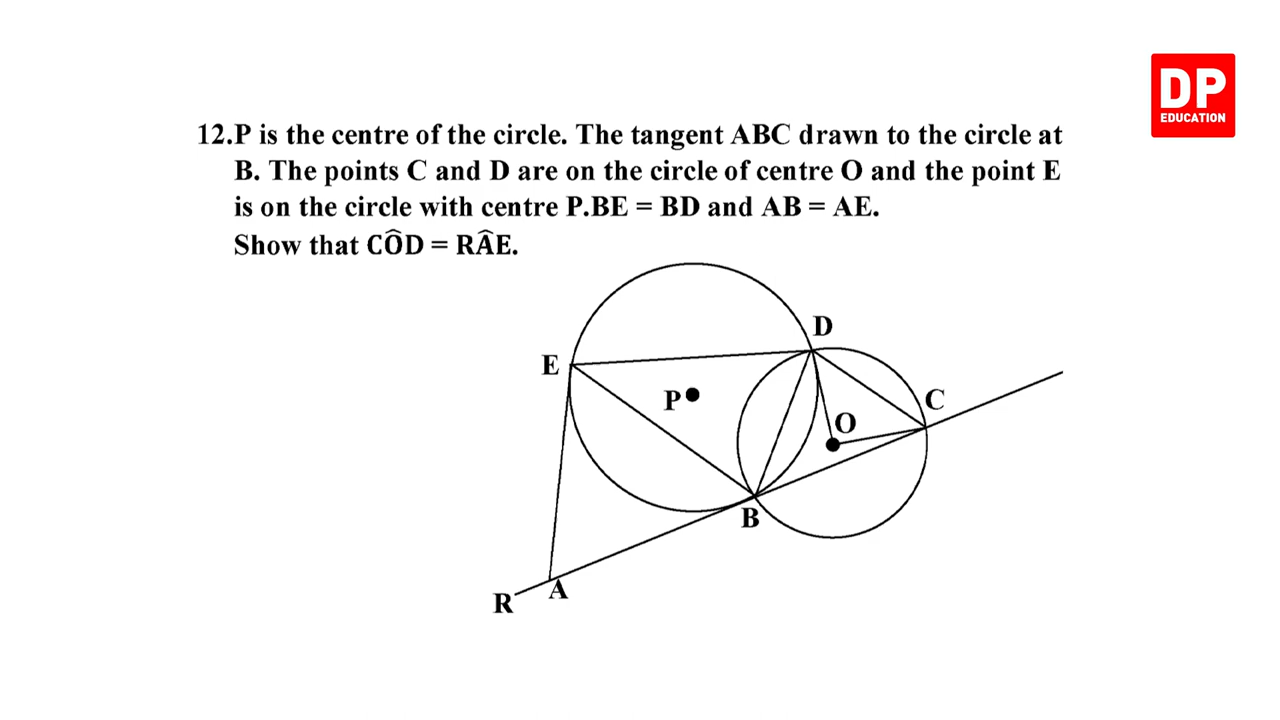 DP
EDUCATION
12.P is the centre of the circle. The tangent ABC drawn to the circle at
B. The points C and D are on the circle of centre O and the point E
is on the circle with centre P.BE = BD and AB = AE.
Show that CÔD = RÂE.
D
E
P
C
O
B
A
R